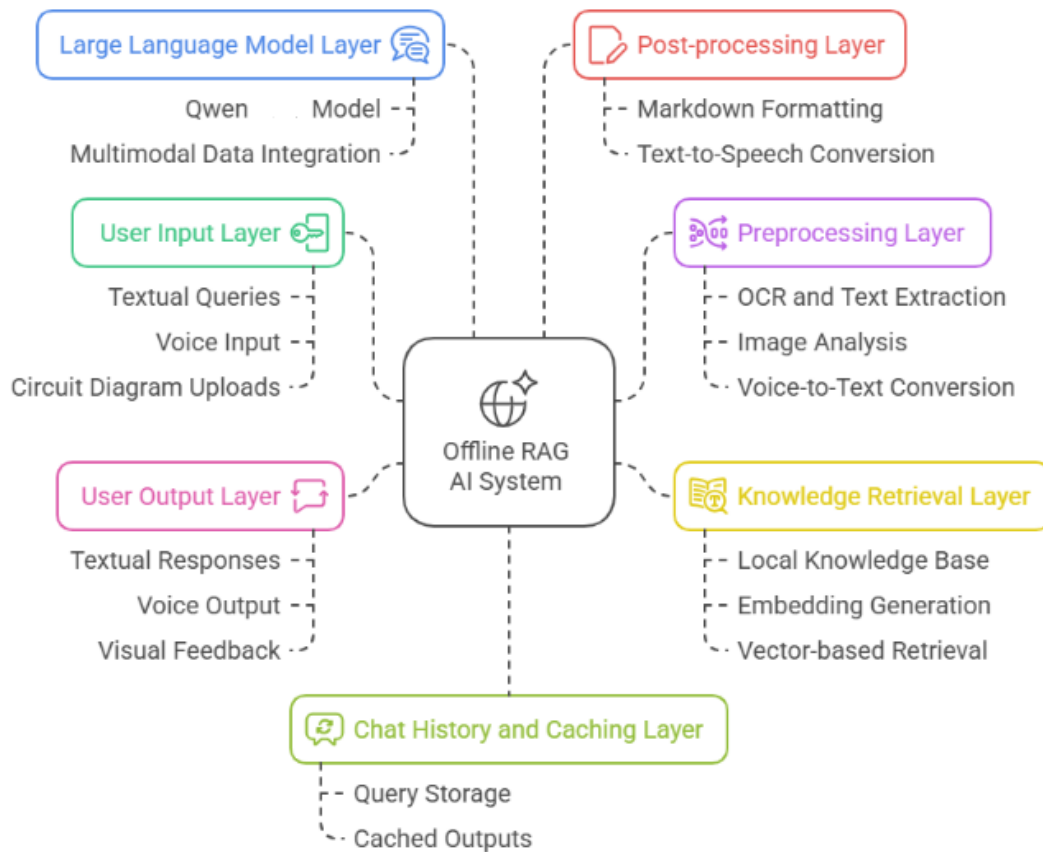 Large Language Model Layer
Qwen Model
Multimodal Data Integration
Post-processing Layer
Markdown Formatting
Text-to-Speech Conversion
User Input Layer
Textual Queries
Voice Input
Circuit Diagram Uploads
Preprocessing Layer
OCR and Text Extraction
Image Analysis
Voice-to-Text Conversion
Offline RAG
AI System
User Output Layer
Textual Responses
Voice Output
Visual Feedback
Knowledge Retrieval Layer
Local Knowledge Base
Embedding Generation
Vector-based Retrieval
Chat History and Caching Layer
Query Storage
Cached Outputs